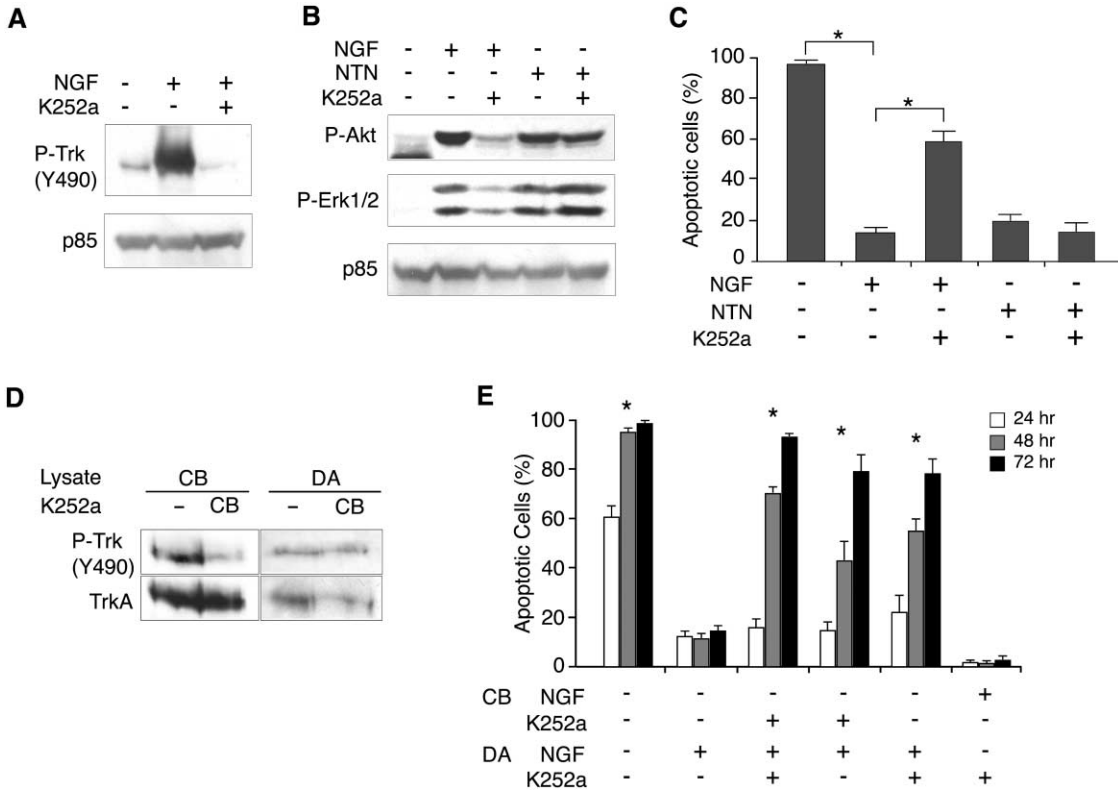 A
NGF - + +
K252a - - +
P-Trk
(Y490)
p85
B
NGF - + + - -
NTN - - - + +
K252a - - + - +
P-Akt
P-Erk1/2
p85
C
* *
Apoptotic cells (%)
100
80
60
40
20
0
NGF - + + - -
NTN - - - + +
K252a - - + - +
D
Lysate CB DA
K252a – CB – CB
P-Trk
(Y490)
TrkA
E
* * * *
24 hr
48 hr
72 hr
Apoptotic Cells (%)
100
80
60
40
20
0
CB NGF - - - - - +
K252a - - + + - -
DA NGF - + + + + -
K252a - - + - + +